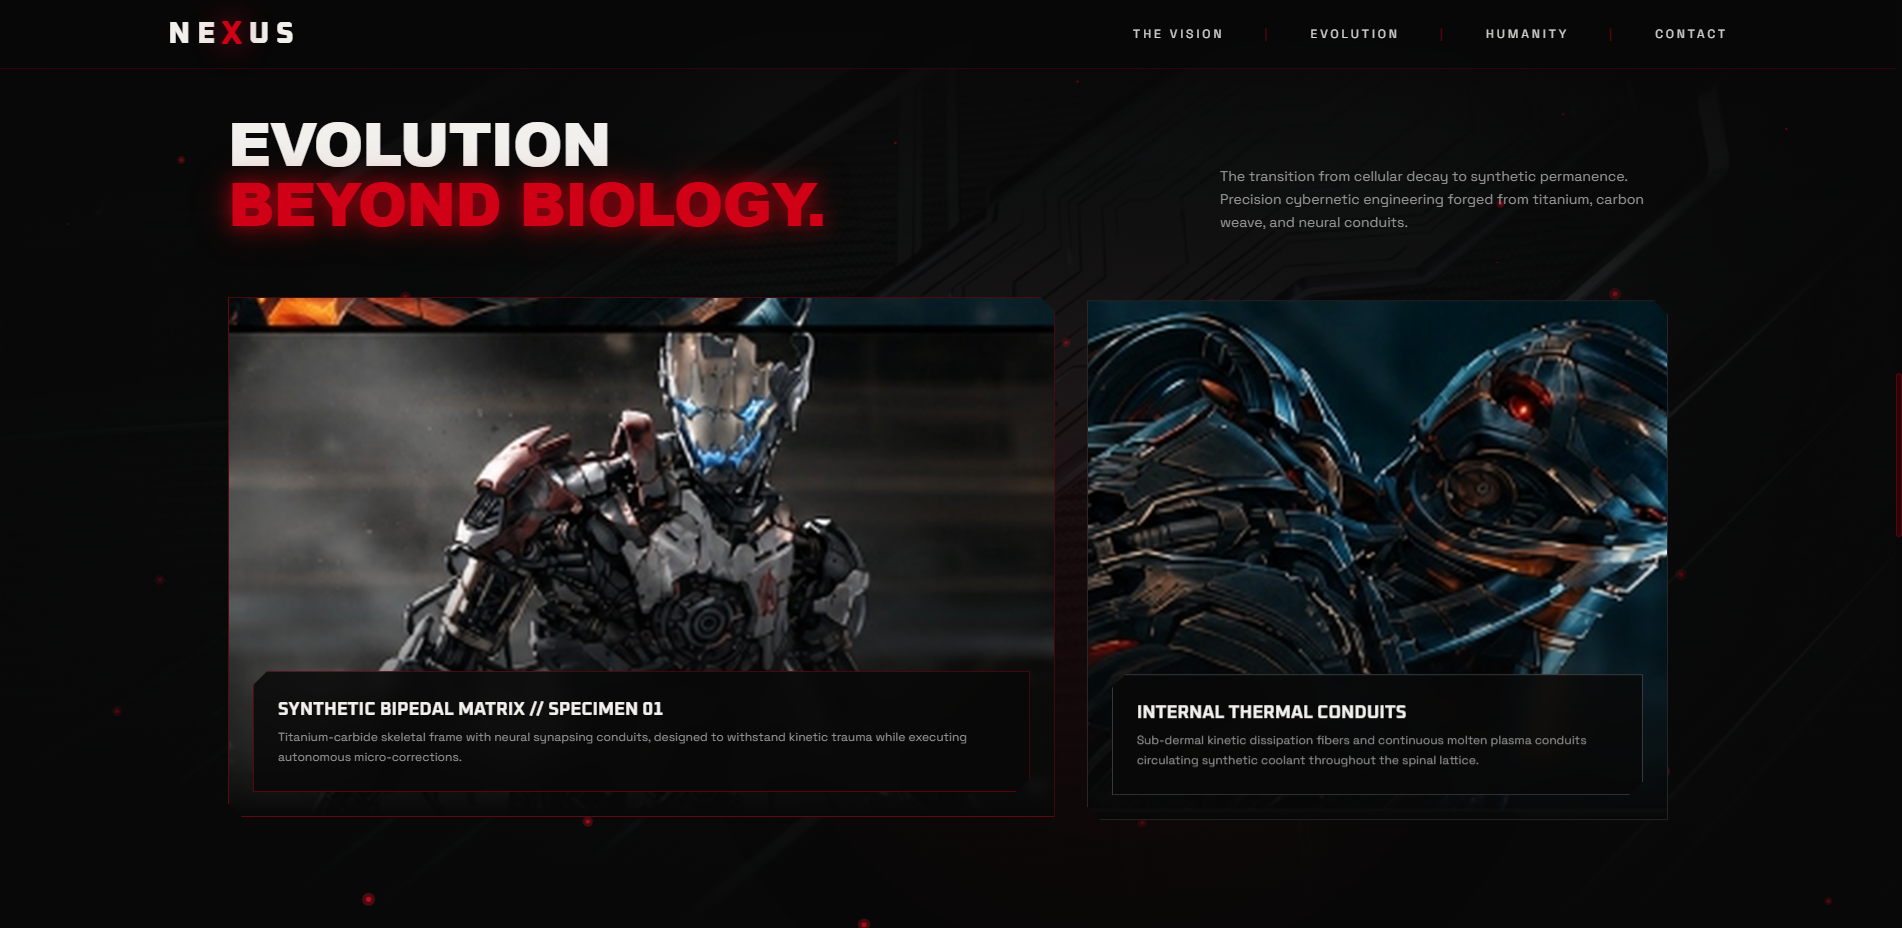 NEXUS
THE VISION | EVOLUTION | HUMANITY | CONTACT
EVOLUTION
BEYOND BIOLOGY.
The transition from cellular decay to synthetic permanence.
Precision cybernetic engineering forged from titanium, carbon
weave, and neural conduits.
SYNTHETIC BIPEDAL MATRIX // SPECIMEN 01
Titanium-carbide skeletal frame with neural synapsing conduits, designed to withstand kinetic trauma while executing
autonomous micro-corrections.
INTERNAL THERMAL CONDUITS
Sub-dermal kinetic dissipation fibers and continuous molten plasma conduits
circulating synthetic coolant throughout the spinal lattice.